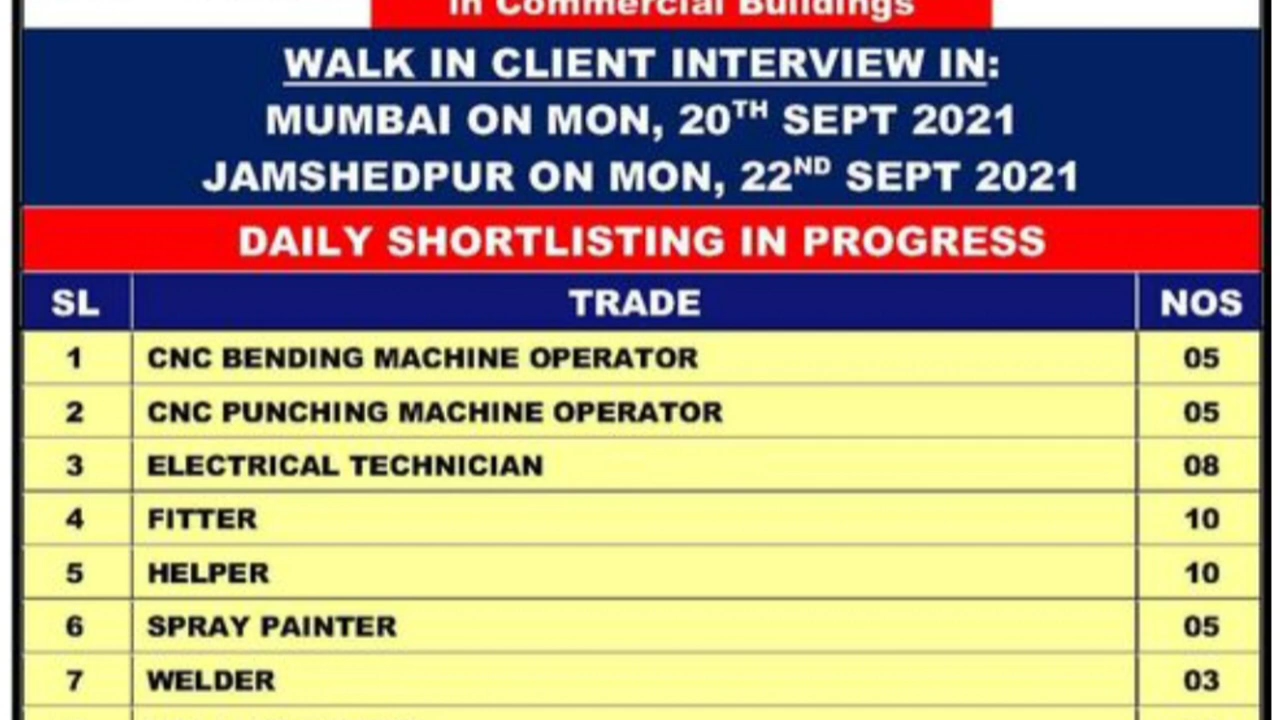 in Commercial Buildings
WALK IN CLIENT INTERVIEW IN:
MUMBAI ON MON, 20TH SEPT 2021
JAMSHEDPUR ON MON, 22ND SEPT 2021
DAILY SHORTLISTING IN PROGRESS
SL TRADE NOS
1 CNC BENDING MACHINE OPERATOR 05
2 CNC PUNCHING MACHINE OPERATOR 05
3 ELECTRICAL TECHNICIAN 08
4 FITTER 10
5 HELPER 10
6 SPRAY PAINTER 05
7 WELDER 03